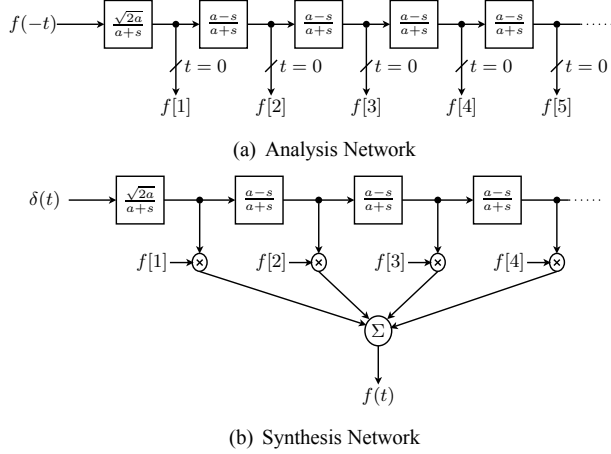 f(−t) √2a/a+s a−s/a+s a−s/a+s a−s/a+s a−s/a+s
t = 0 t = 0 t = 0 t = 0 t = 0
f[1] f[2] f[3] f[4] f[5]
(a) Analysis Network
δ(t) √2a/a+s a−s/a+s a−s/a+s a−s/a+s
f[1] × f[2] × f[3] × f[4] ×
Σ
f(t)
(b) Synthesis Network